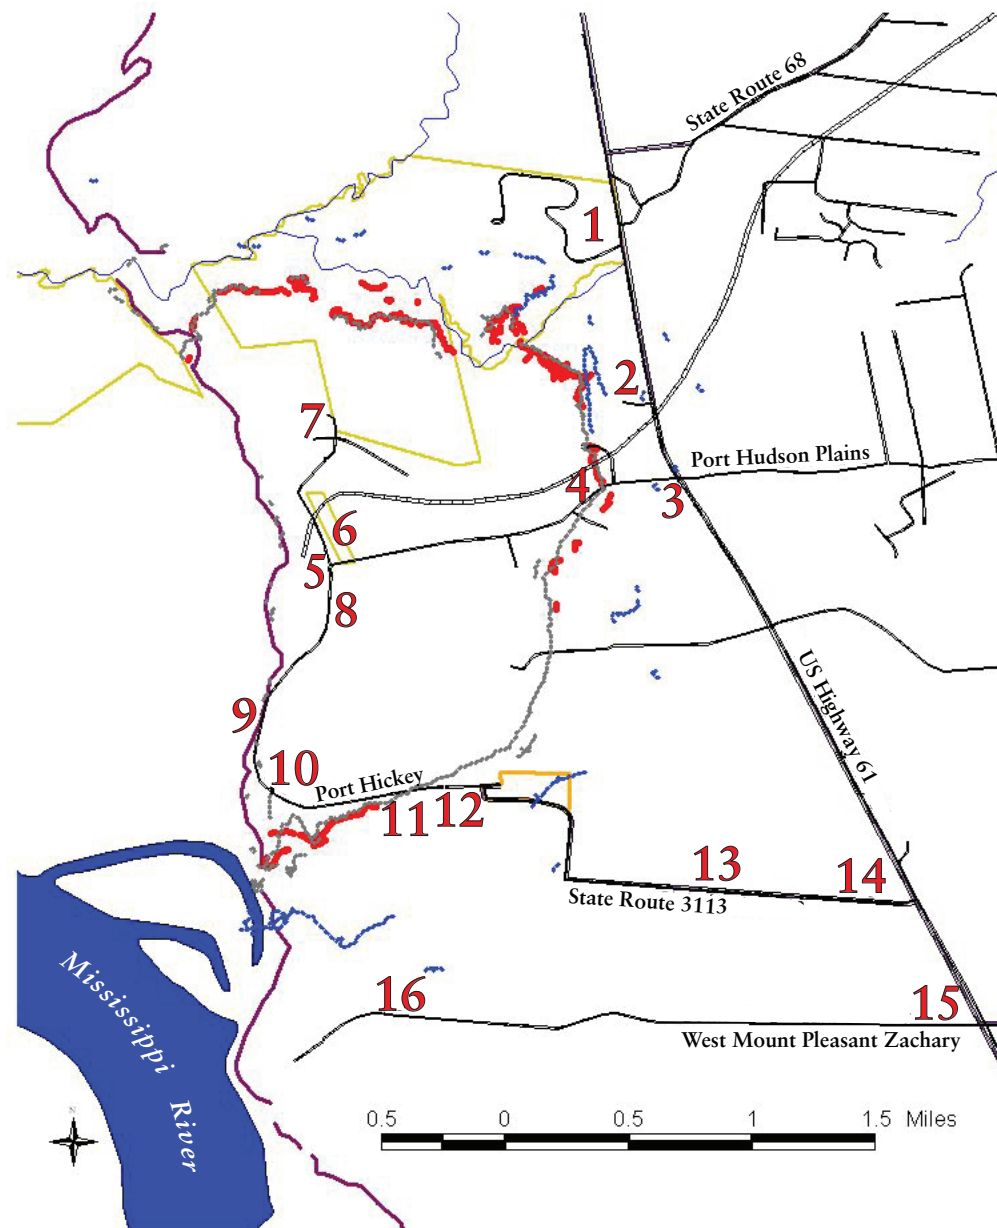 State Route 68
1
2
Port Hudson Plains
7
4
3
6
5
8
US Highway 61
9
10
Port Hickey
11
12
13
14
State Route 3113
16
15
West Mount Pleasant Zachary
Mississippi River
N
0.5 0 0.5 1.5 Miles